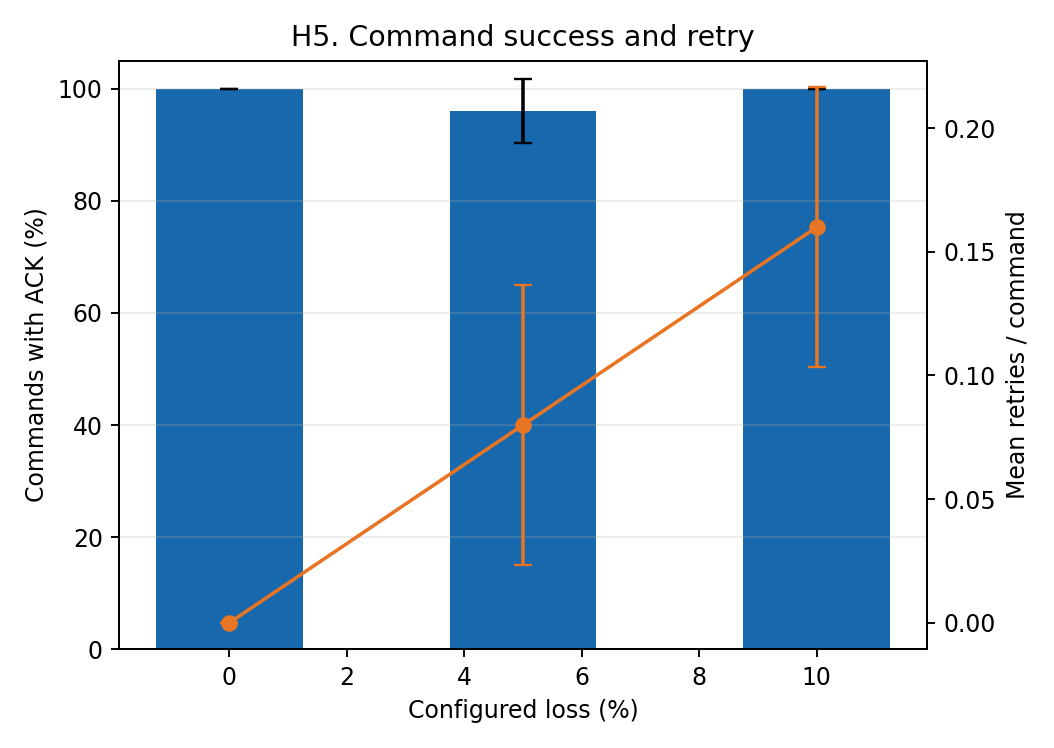 H5. Command success and retry
Commands with ACK (%)
100
80
60
40
20
0
0 2 4 6 8 10
Configured loss (%)
0.20
0.15
0.10
0.05
0.00
Mean retries / command